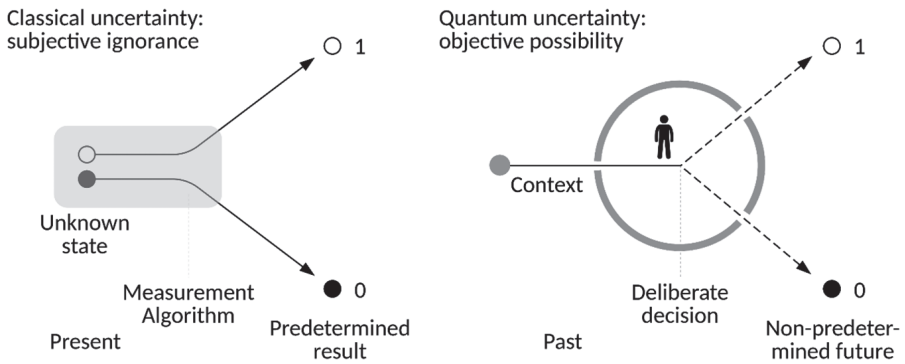 Classical uncertainty:
subjective ignorance
1
Unknown
state
Measurement
Algorithm
0
Predetermined
result
Present
Quantum uncertainty:
objective possibility
1
Context
Deliberate
decision
0
Non-predeter-
mined future
Past